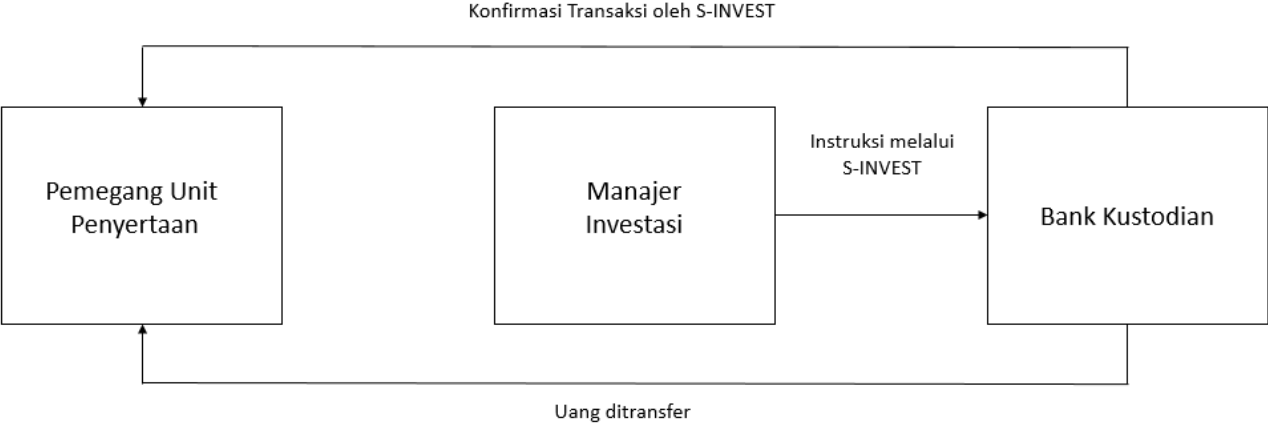 Konfirmasi Transaksi oleh S-INVEST
Pemegang Unit
Penyertaan
Manajer
Investasi
Instruksi melalui
S-INVEST
Bank Kustodian
Uang ditransfer